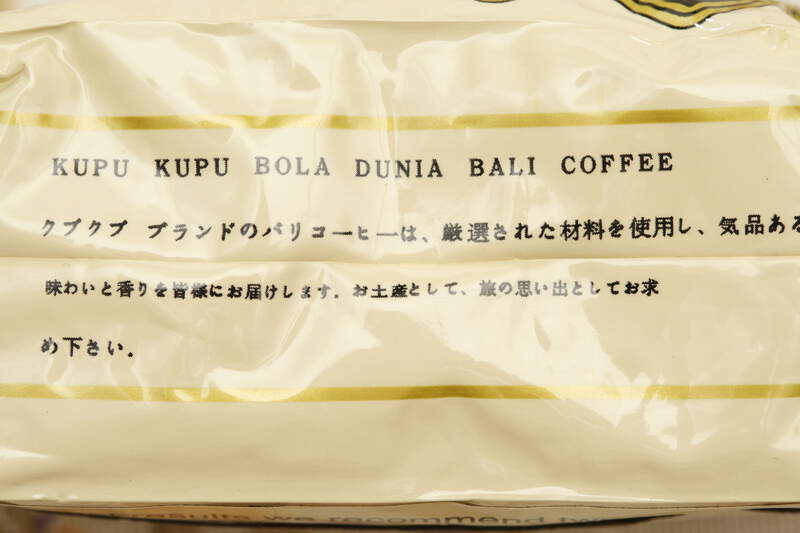 KUPU KUPU BOLA DUNIA BALI COFFEE
クプクプ ブランドのバリコーヒーは、厳選された材料を使用し、気品ある
味わいと香りを皆様にお届けします。お土産として、旅の思い出としてお求
め下さい。
we recommend